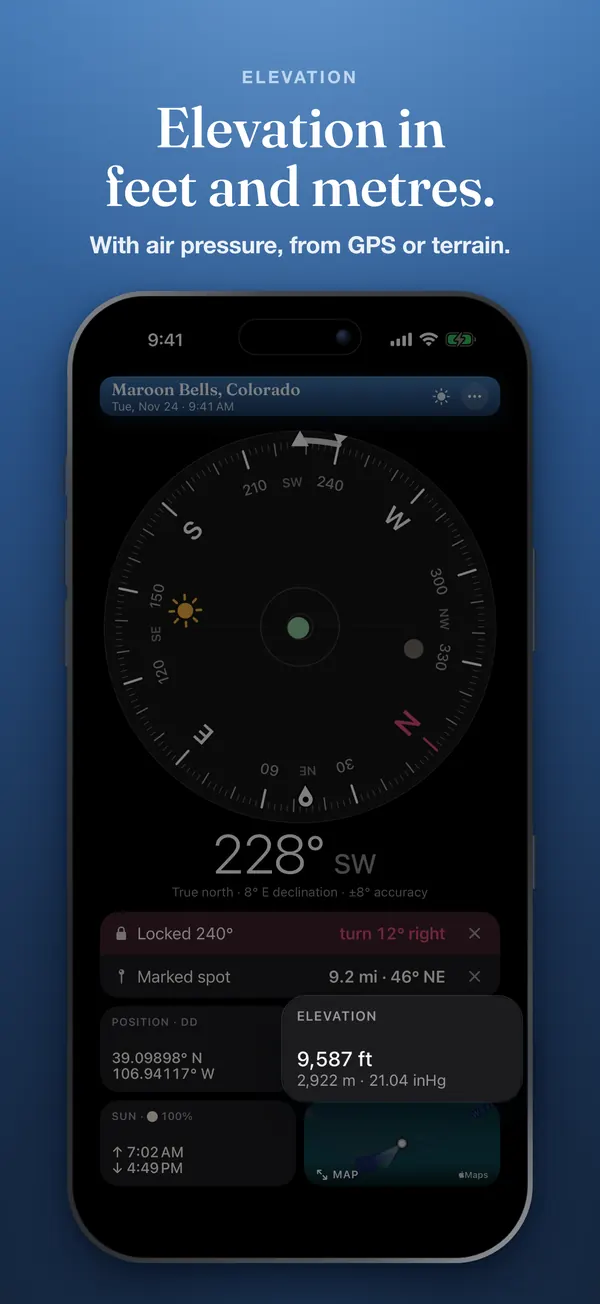 ELEVATION
Elevation in
feet and metres.
With air pressure, from GPS or terrain.
9:41
Maroon Bells, Colorado
Tue, Nov 24 · 9:41 AM
210 SW 240
S W
150 300
SE NW
120 330
E N
60 NE 30
228° SW
True north · 8° E declination · ±8° accuracy
Locked 240° turn 12° right
Marked spot 9.2 mi · 46° NE
POSITION · DD
39.09898° N
106.94117° W
ELEVATION
9,587 ft
2,922 m · 21.04 inHg
SUN · 100%
↑ 7:02 AM
↓ 4:49 PM
MAP
Maps